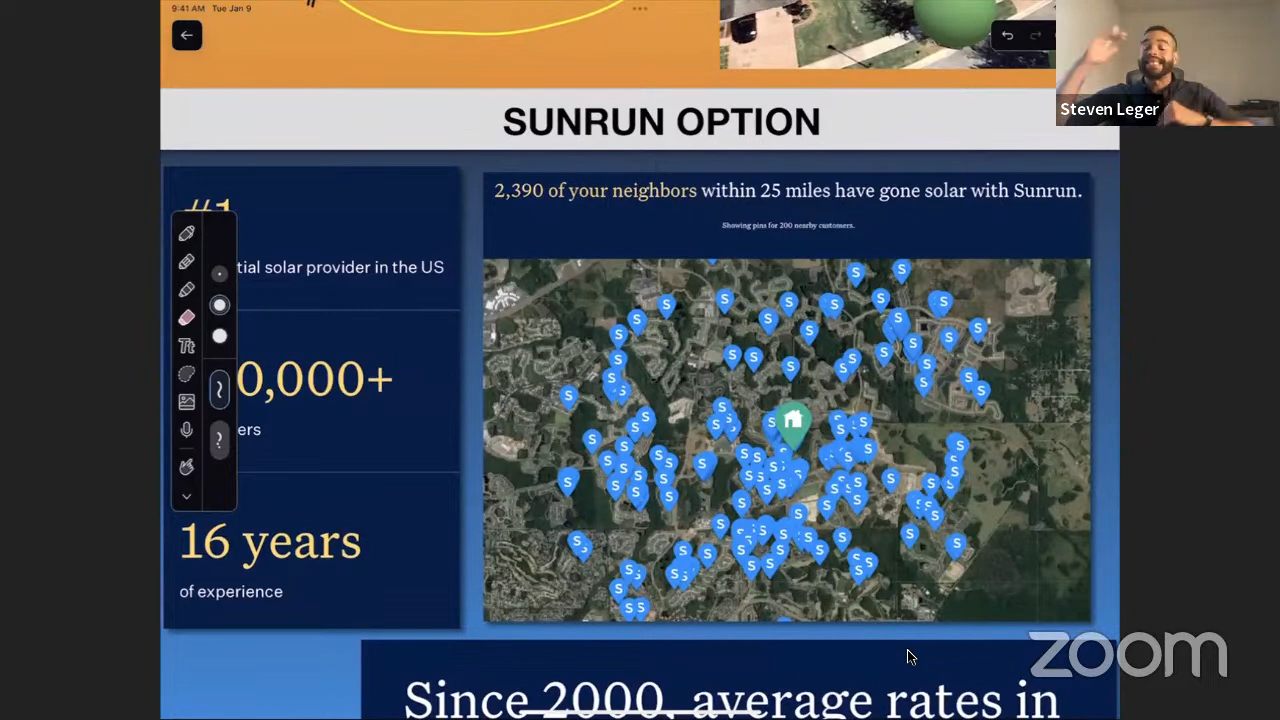 9:41 AM Tue Jan 9
Steven Leger
SUNRUN OPTION
#1
tial solar provider in the US
0,000+
ers
16 years
of experience
2,390 of your neighbors within 25 miles have gone solar with Sunrun.
Showing pins for 200 nearby customers.
Tt
zoom
Since 2000, average rates in